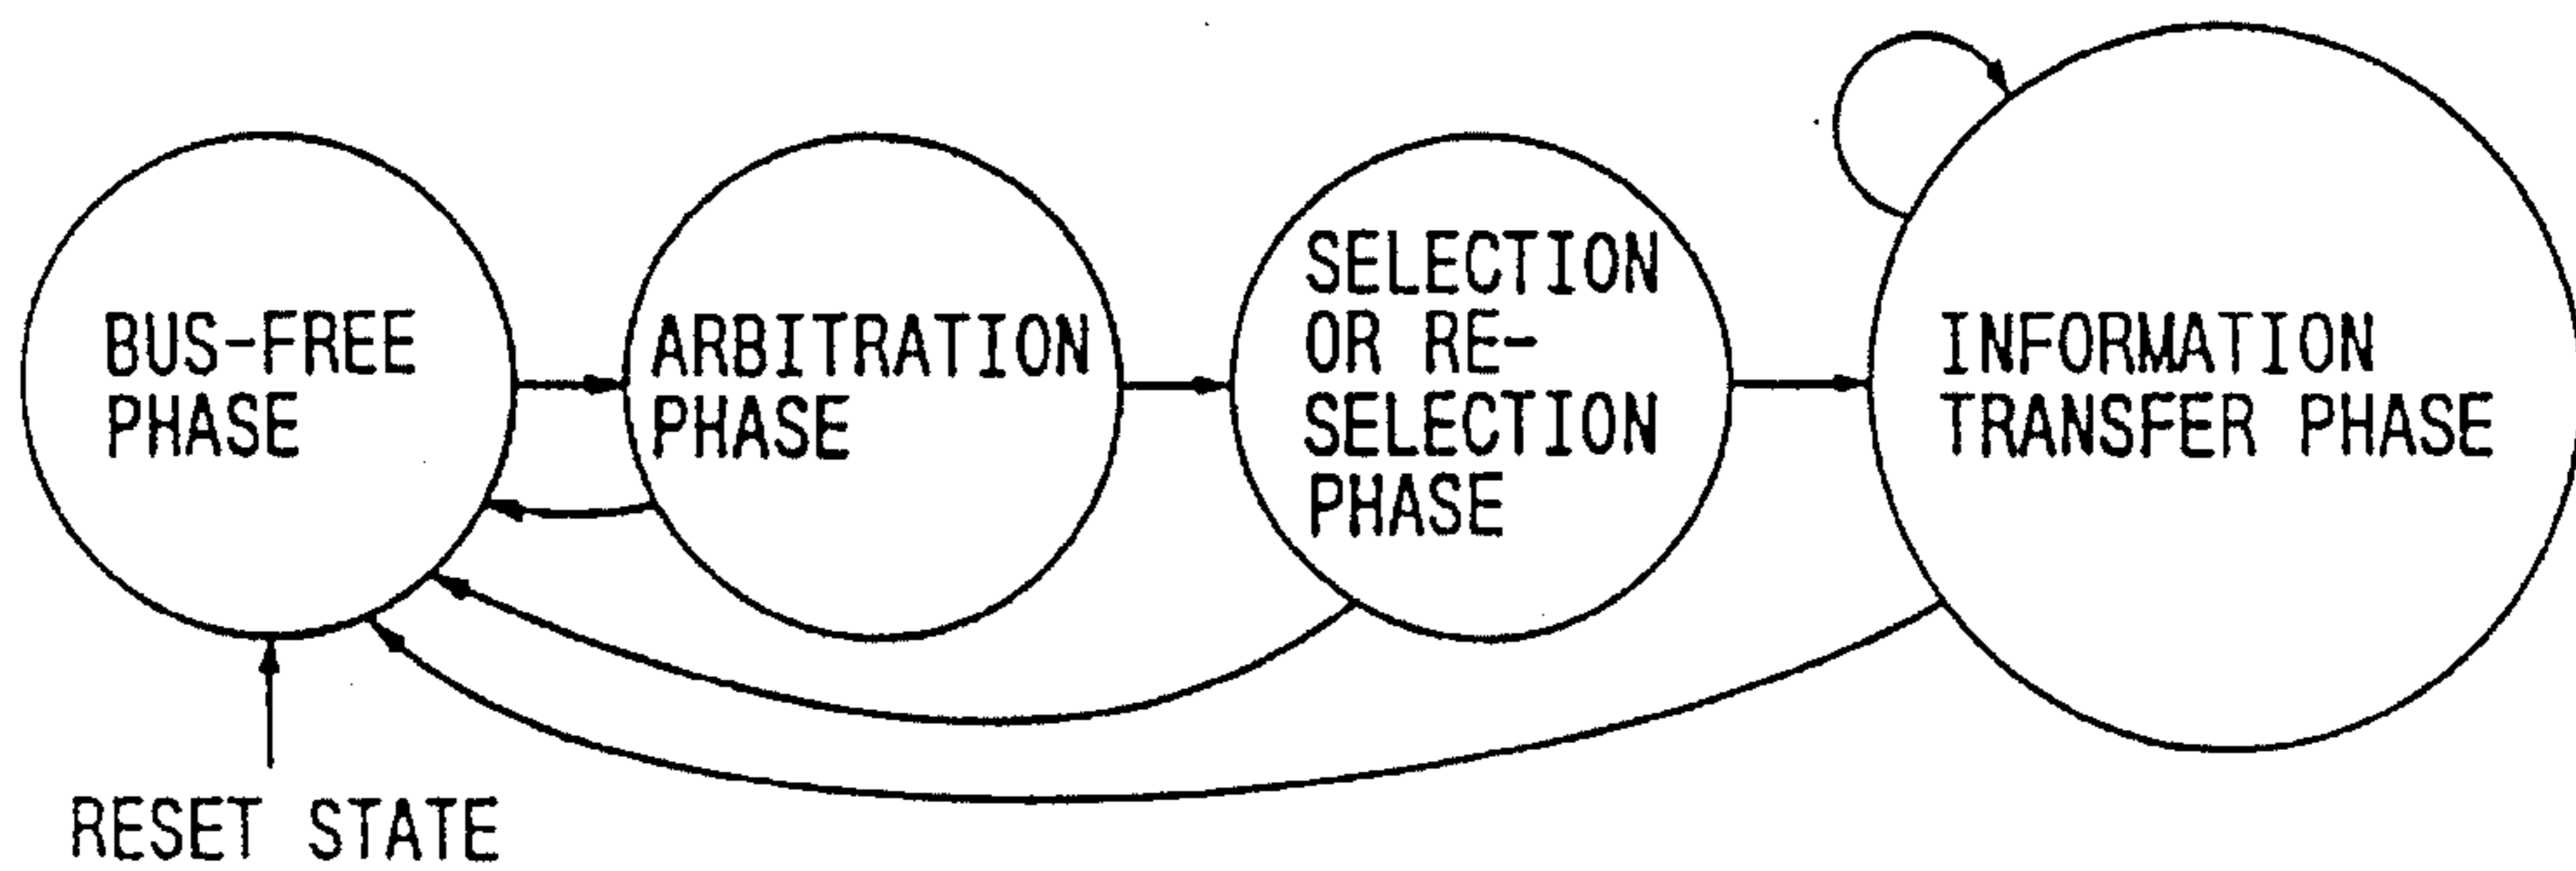 BUS-FREE
PHASE
ARBITRATION
PHASE
SELECTION
OR RE-
SELECTION
PHASE
INFORMATION
TRANSFER PHASE
RESET STATE